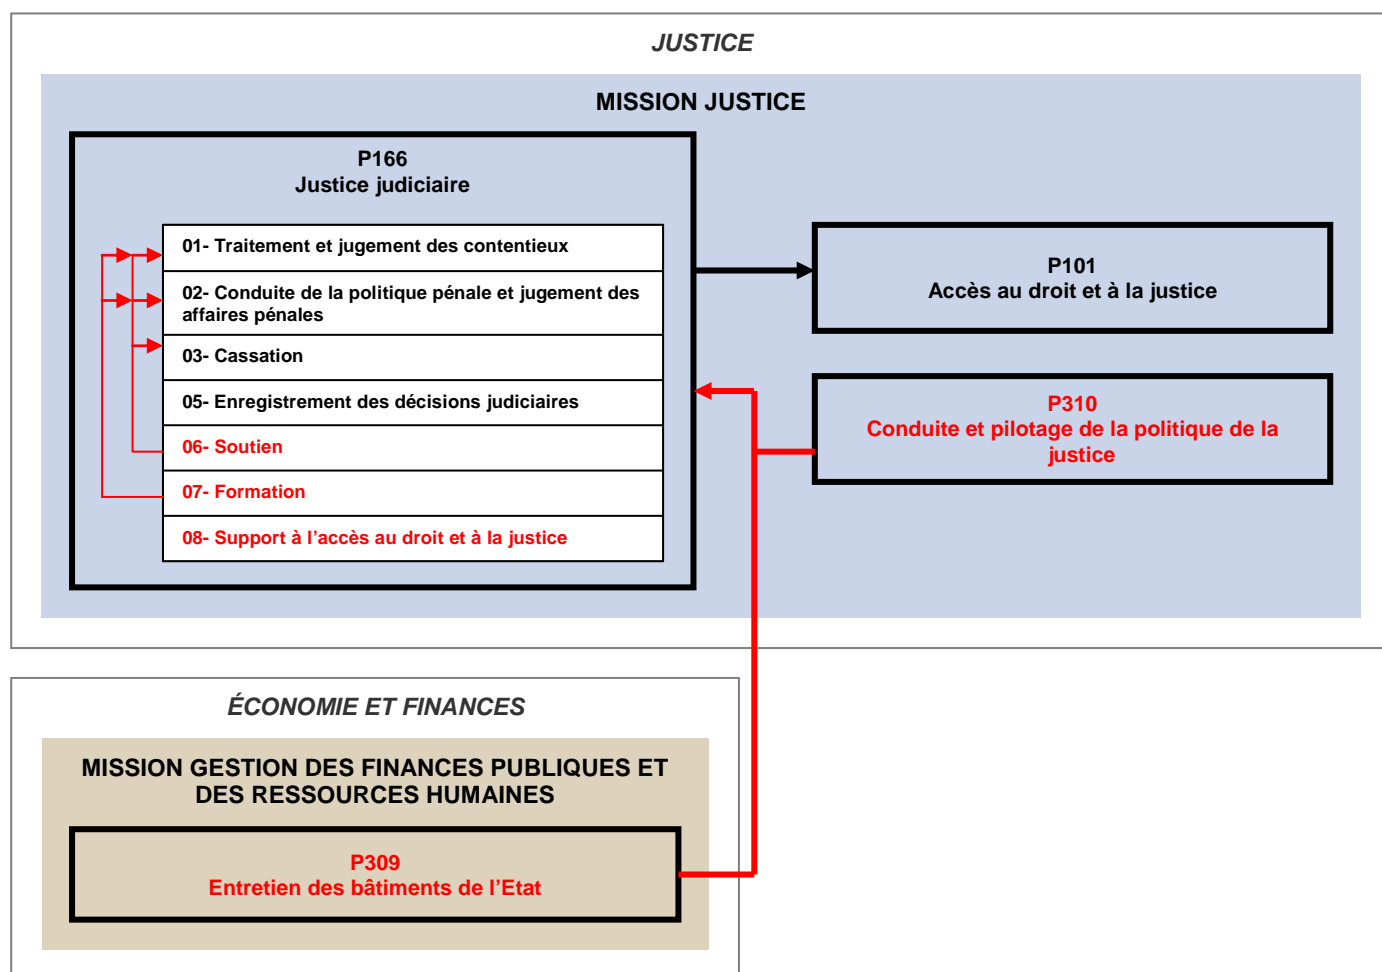 JUSTICE
MISSION JUSTICE
P166
Justice judiciaire
01- Traitement et jugement des contentieux
02- Conduite de la politique pénale et jugement des
affaires pénales
03- Cassation
05- Enregistrement des décisions judiciaires
06- Soutien
07- Formation
08- Support à l’accès au droit et à la justice
P101
Accès au droit et à la justice
P310
Conduite et pilotage de la politique de la
justice
ÉCONOMIE ET FINANCES
MISSION GESTION DES FINANCES PUBLIQUES ET
DES RESSOURCES HUMAINES
P309
Entretien des bâtiments de l’Etat